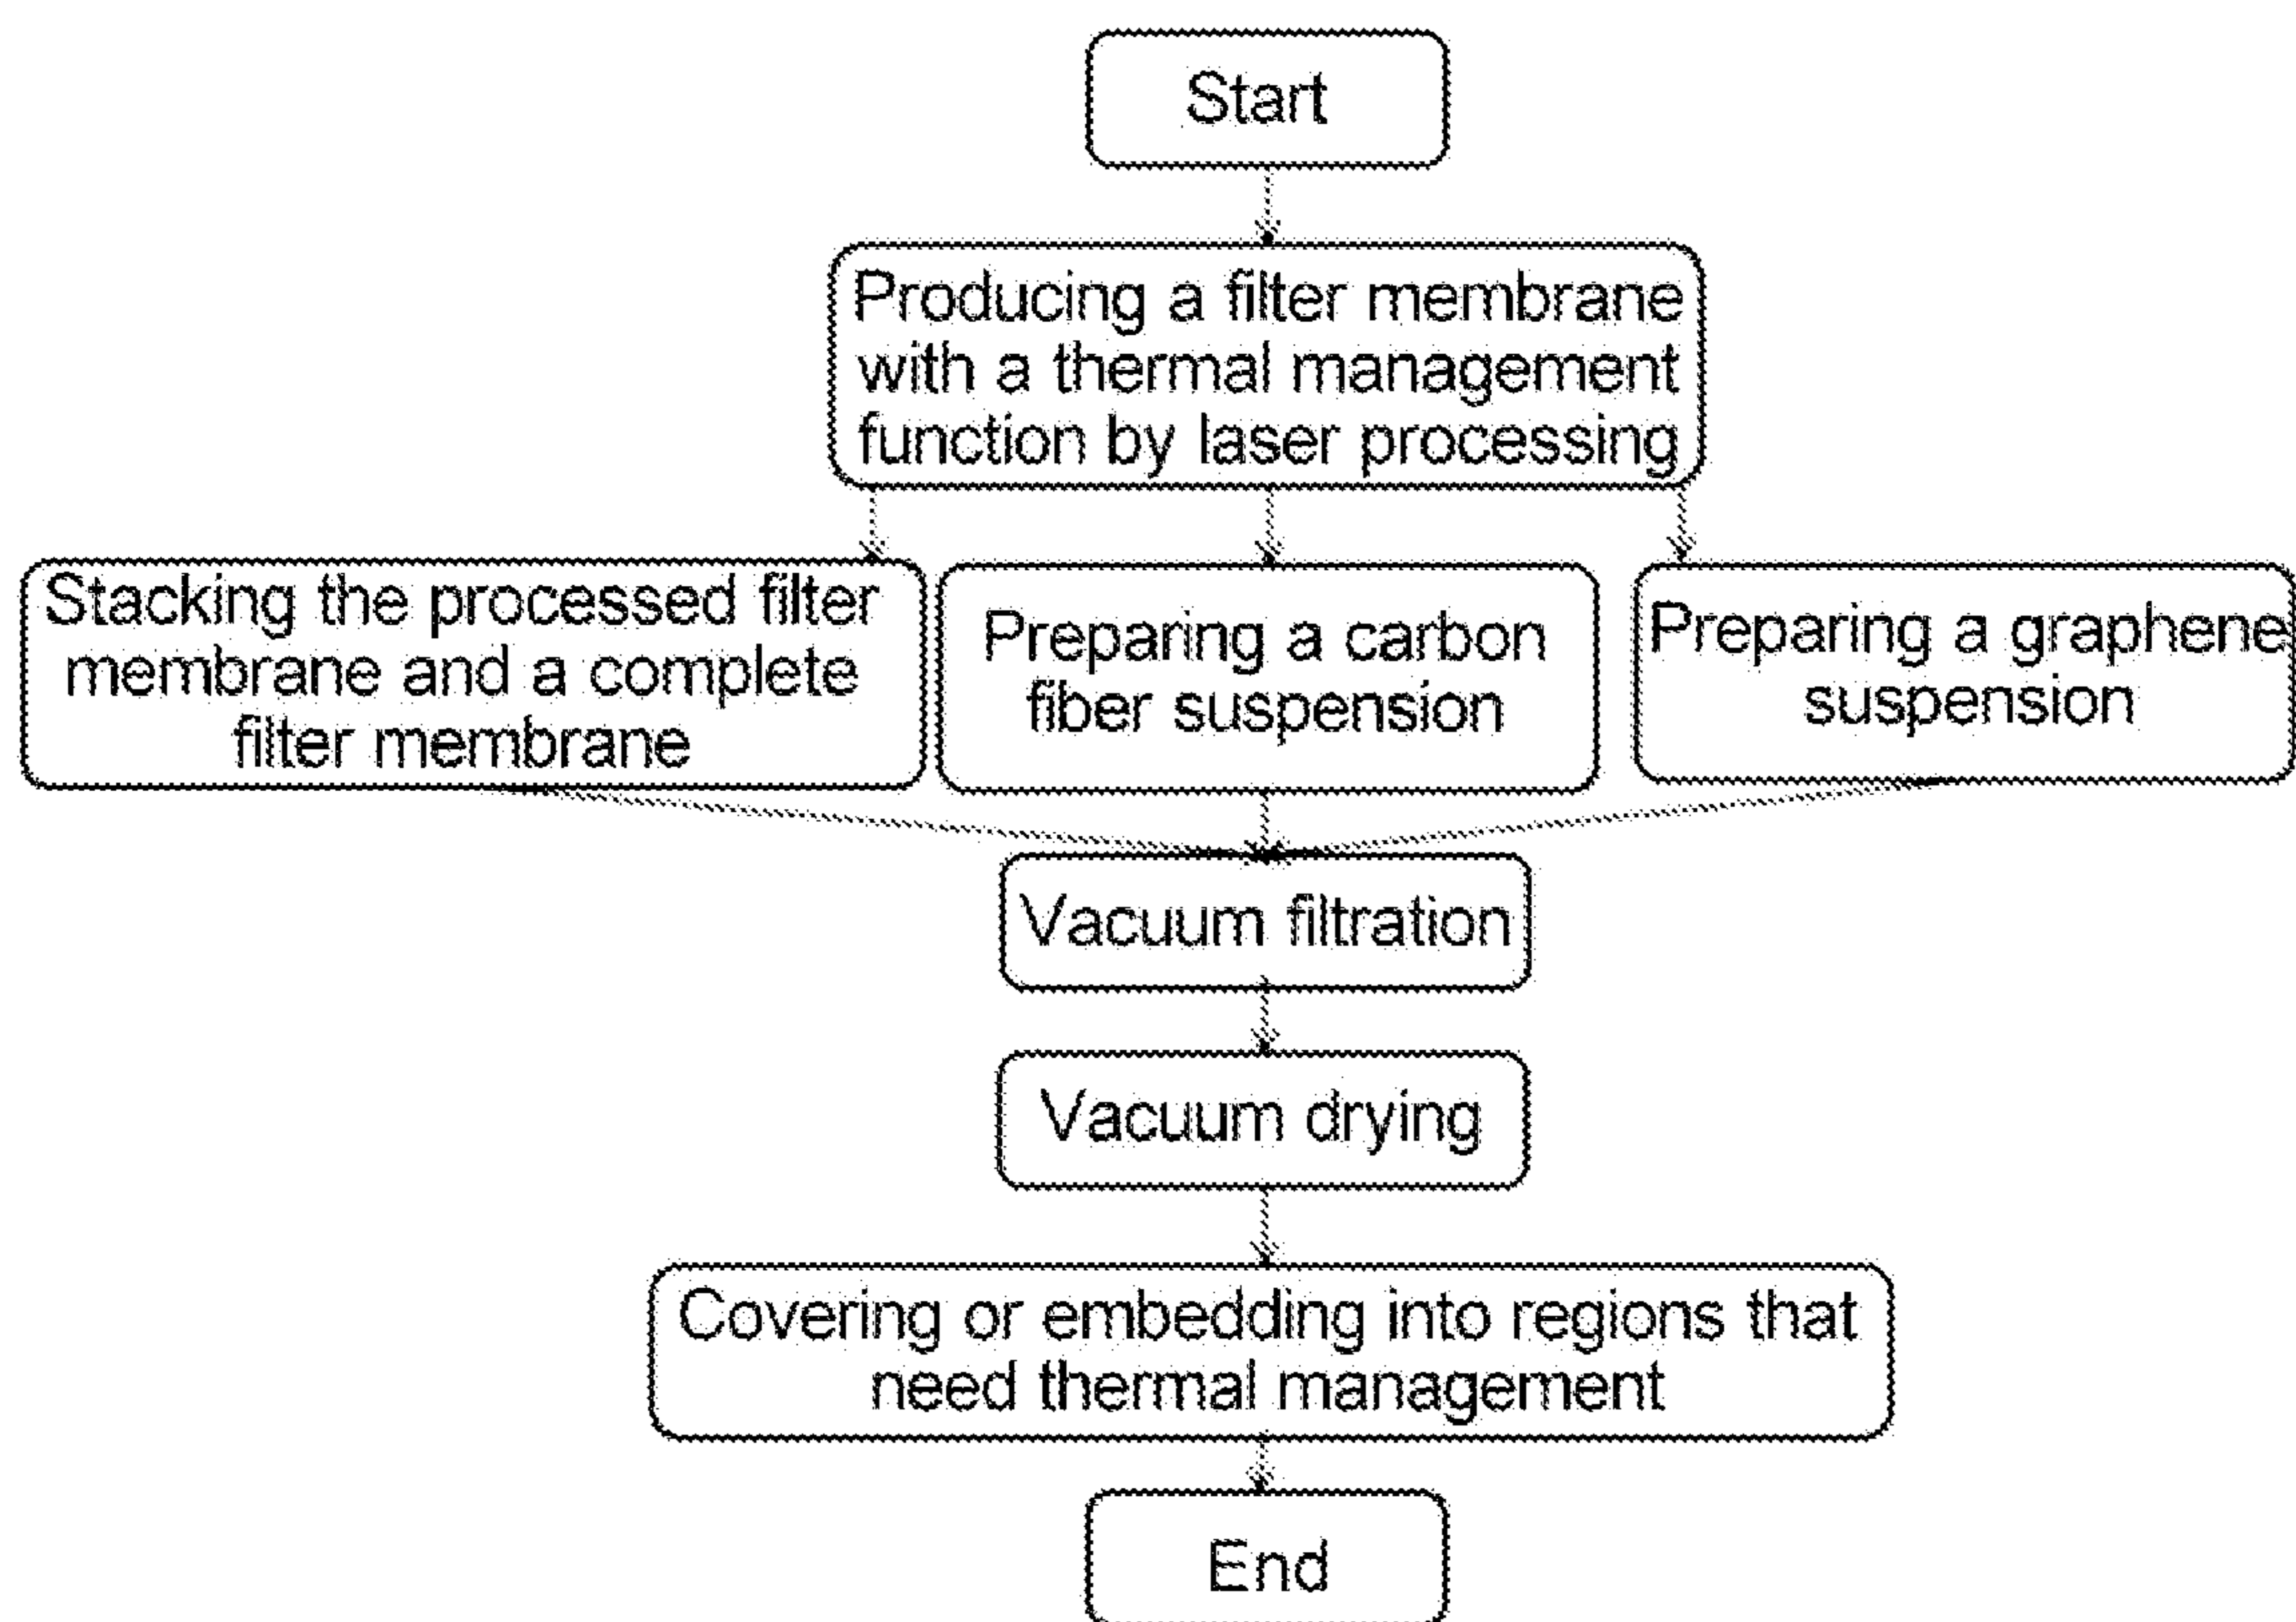 Start
Producing a filter membrane
with a thermal management
function by laser processing
Stacking the processed filter
membrane and a complete
filter membrane
Preparing a carbon
fiber suspension
Preparing a graphene
suspension
Vacuum filtration
Vacuum drying
Covering or embedding into regions that
need thermal management
End